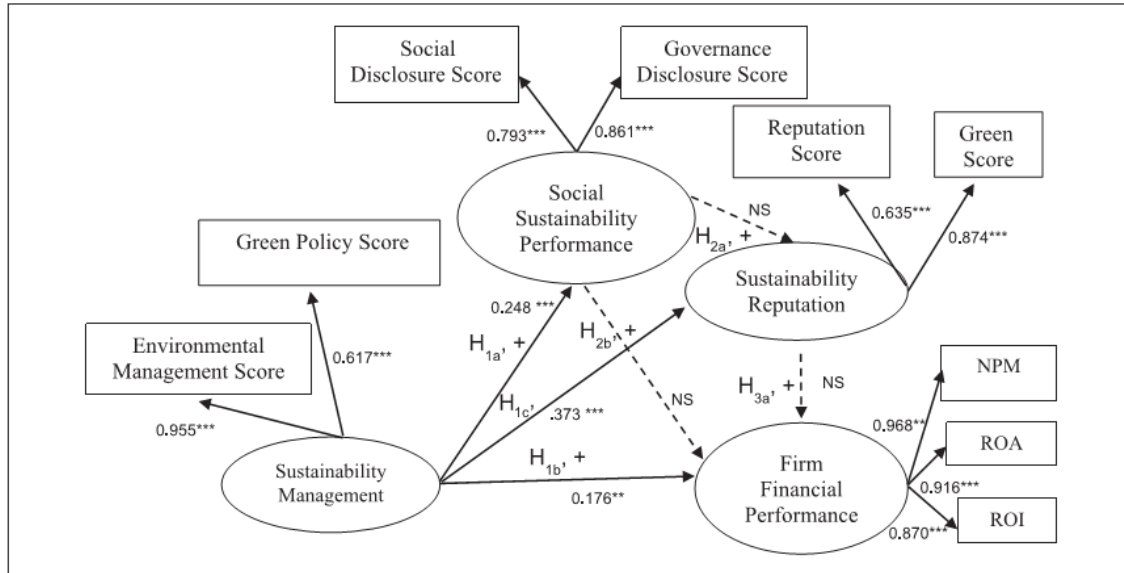 Social
Disclosure Score
Governance
Disclosure Score
0.793***
0.861***
Reputation
Score
Green
Score
Social
Sustainability
Performance
NS
H2a, +
0.635***
0.874***
Green Policy Score
Sustainability
Reputation
0.248 ***
H1a, +
H2b, +
Environmental
Management Score
0.617***
H1c,
.373 ***
NS
H3a, +
NS
NPM
0.955***
0.968**
ROA
Sustainability
Management
H1b, +
0.176**
Firm
Financial
Performance
0.916***
0.870***
ROI